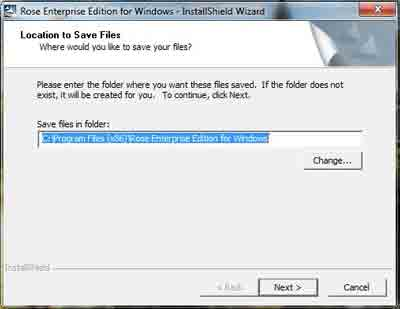 Rose Enterprise Edition for Windows - InstallShield Wizard
Location to Save Files
Where would you like to save your files?
Please enter the folder where you want these files saved. If the folder does
not exist, it will be created for you. To continue, click Next.
Save files in folder:
C:\Program Files (x86)\Rose Enterprise Edition for Windows
Change...
InstallShield
< Back
Next >
Cancel